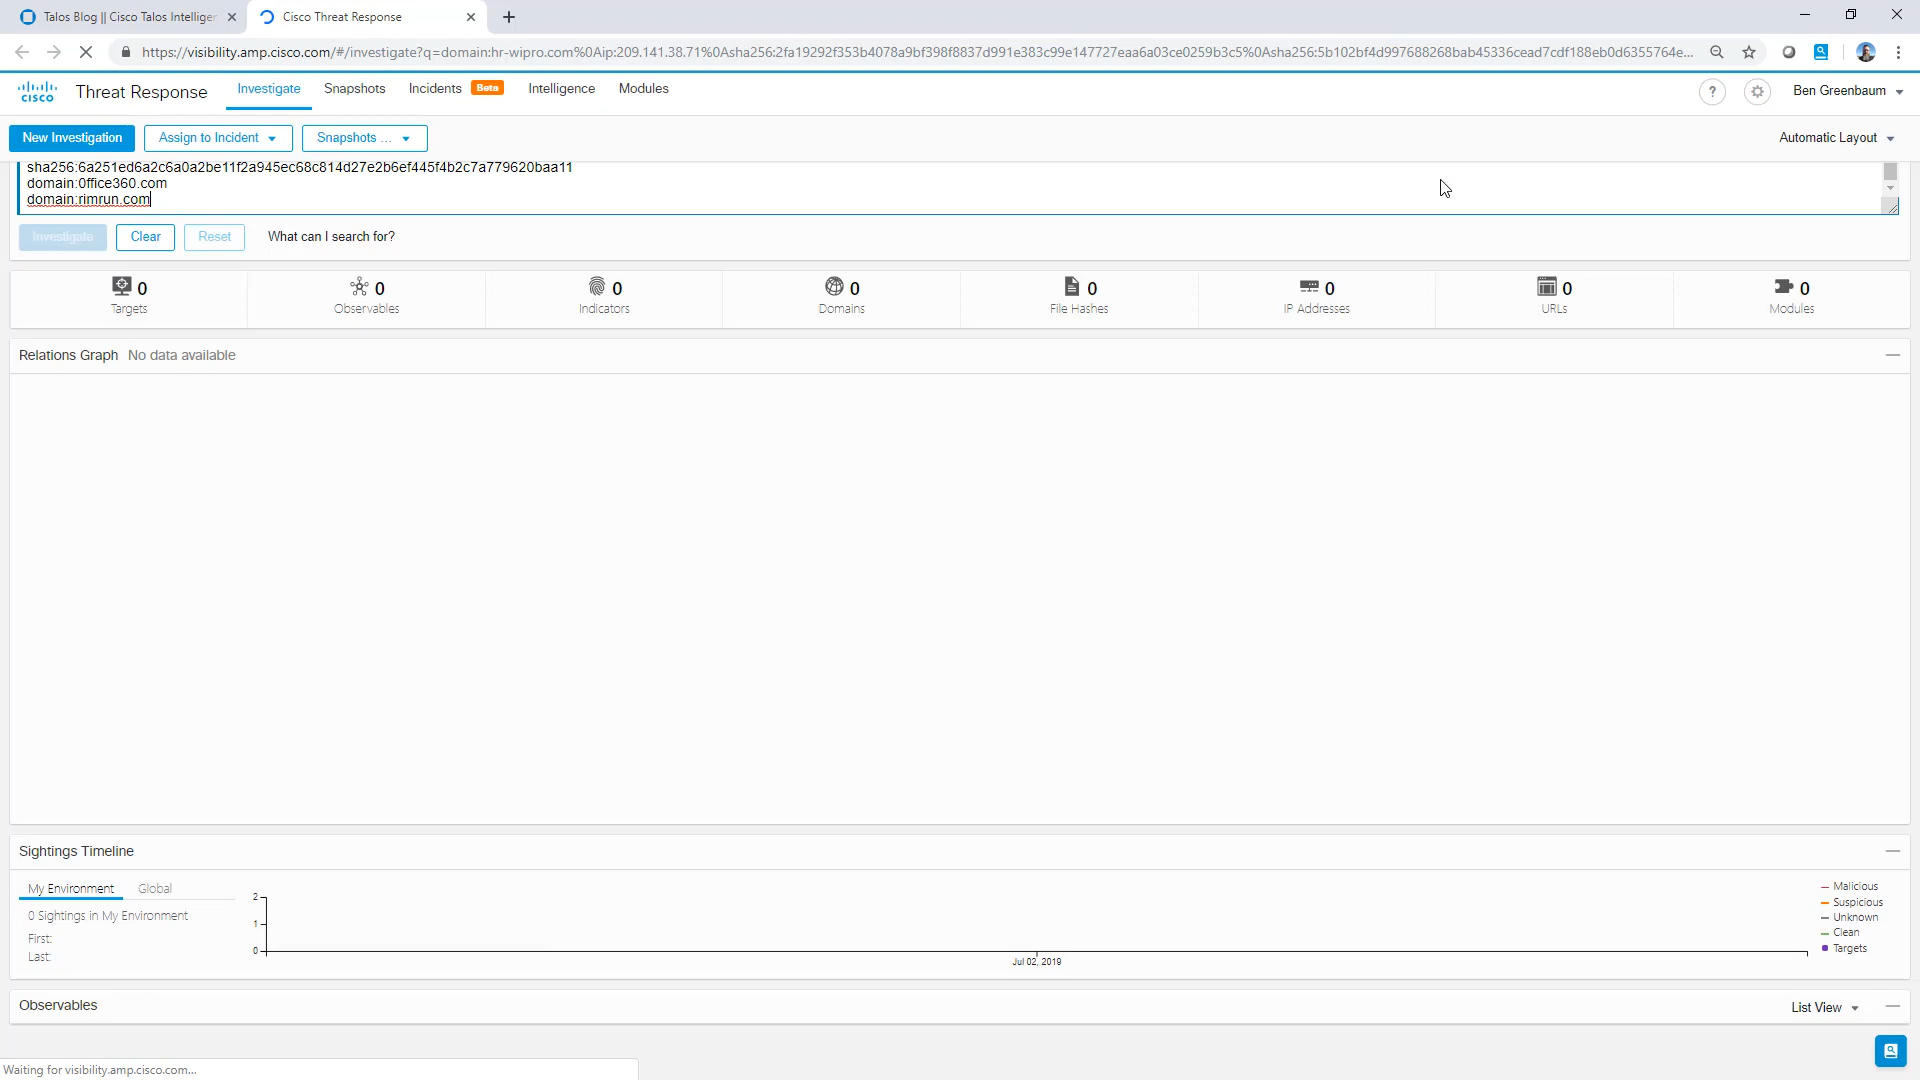 Talos Blog || Cisco Talos Intelligen
Cisco Threat Response
https://visibility.amp.cisco.com/#/investigate?q=domain:hr-wipro.com%0Aip:209.141.38.71%0Asha256:2fa19292f353b4078a9bf398f8837d991e383c99e147727eaa6a03ce0259b3c5%0Asha256:5b102bf4d997688268bab45336cead7cdf188eb0d6355764e...
cisco
Threat Response
Investigate
Snapshots
Incidents
Beta
Intelligence
Modules
?
Ben Greenbaum
New Investigation
Assign to Incident
Snapshots ...
Automatic Layout
sha256:6a251ed6a2c6a0a2be11f2a945ec68c814d27e2b6ef445f4b2c7a779620baa11
domain:0ffice360.com
domain:rimrun.com
Investigate
Clear
Reset
What can I search for?
0
Targets
0
Observables
0
Indicators
0
Domains
0
File Hashes
0
IP Addresses
0
URLs
0
Modules
Relations Graph No data available
Sightings Timeline
My Environment
Global
0 Sightings in My Environment
First:
Last:
2
1
0
Jul 02, 2019
Malicious
Suspicious
Unknown
Clean
Targets
Observables
List View
Waiting for visibility.amp.cisco.com...